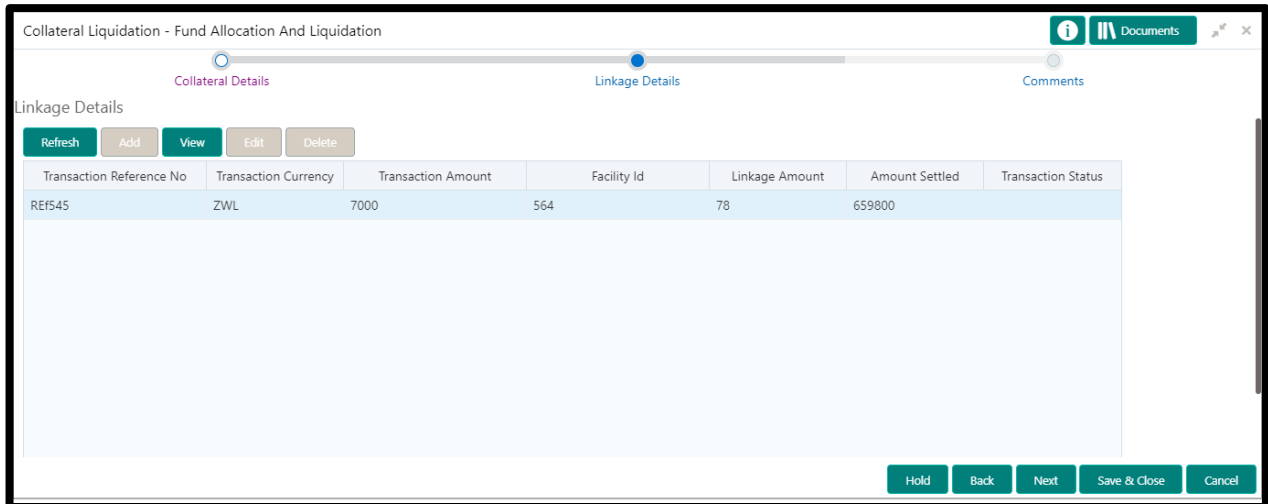 Collateral Liquidation - Fund Allocation And Liquidation
Documents
Collateral Details Linkage Details Comments
Linkage Details
Refresh Add View Edit Delete
Transaction Reference No Transaction Currency Transaction Amount Facility Id Linkage Amount Amount Settled Transaction Status
REf545 ZWL 7000 564 78 659800
Hold Back Next Save & Close Cancel